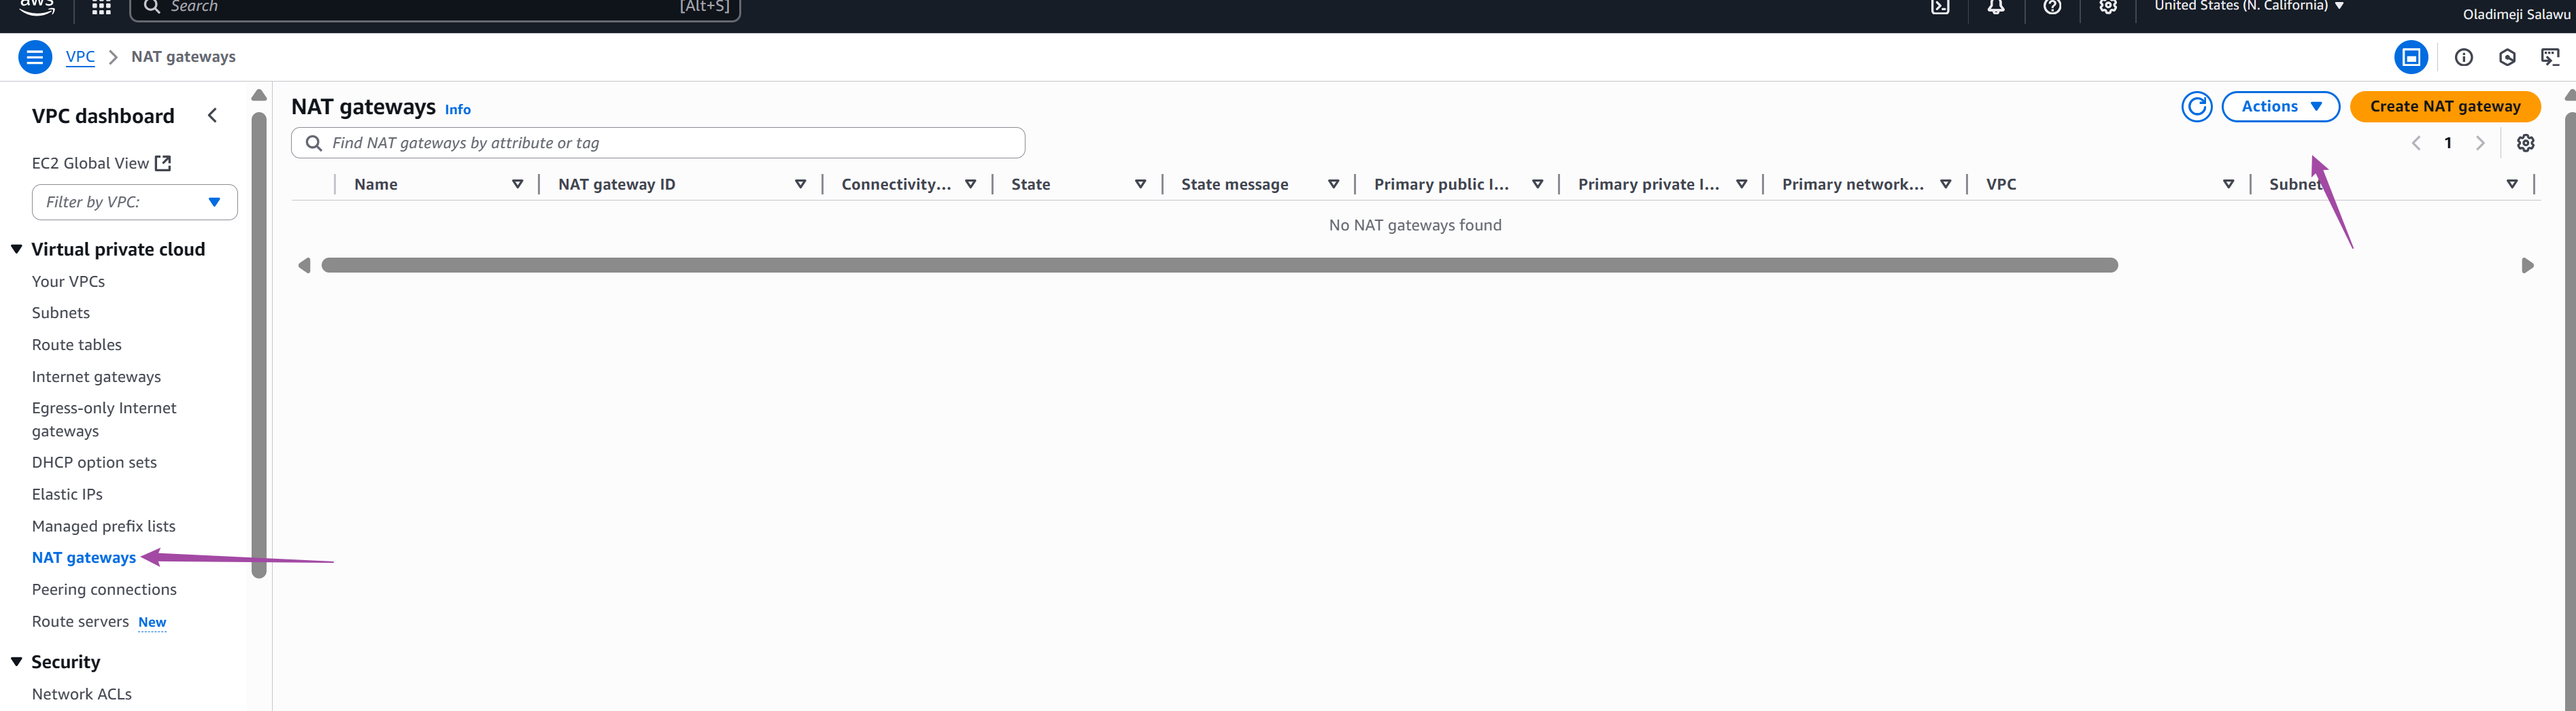 aws
Search [Alt+S]
United States (N. California)
Oladimeji Salawu
VPC NAT gateways
VPC dashboard
EC2 Global View
Filter by VPC:
Virtual private cloud
Your VPCs
Subnets
Route tables
Internet gateways
Egress-only Internet
gateways
DHCP option sets
Elastic IPs
Managed prefix lists
NAT gateways
Peering connections
Route servers New
Security
Network ACLs
NAT gateways Info
Actions Create NAT gateway
Find NAT gateways by attribute or tag
1
Name NAT gateway ID Connectivity... State State message Primary public I... Primary private I... Primary network... VPC Subnet
No NAT gateways found